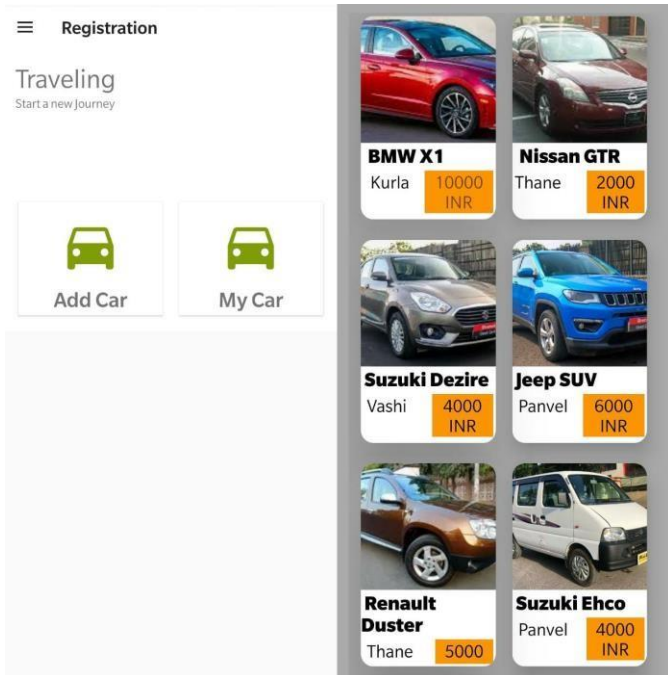 Registration
Traveling
Start a new Journey
Add Car
My Car
BMW X1
Kurla
10000
INR
Nissan GTR
Thane
2000
INR
Suzuki Dezire
Vashi
4000
INR
Jeep SUV
Panvel
6000
INR
Renault
Duster
Thane
5000
Suzuki Ehco
Panvel
4000
INR